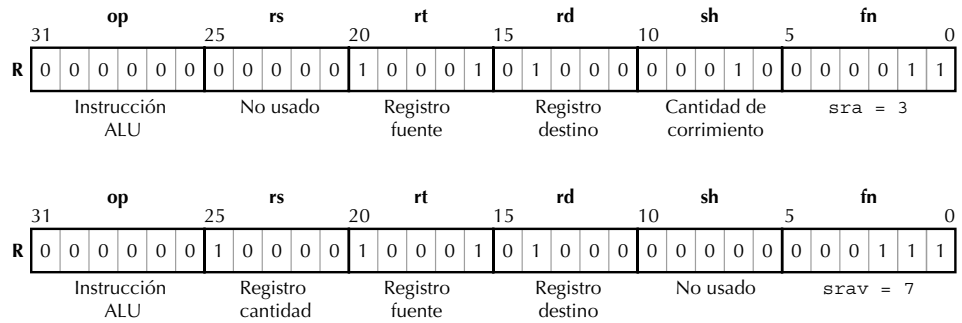 op rs rt rd sh fn
31 25 20 15 10 5 0
R 0 0 0 0 0 0 0 0 0 0 0 1 0 0 0 1 0 1 0 0 0 0 0 0 1 0 0 0 0 0 1 1
Instrucción No usado Registro Registro Cantidad de sra = 3
ALU fuente destino corrimiento
op rs rt rd sh fn
31 25 20 15 10 5 0
R 0 0 0 0 0 0 1 0 0 0 0 1 0 0 0 1 0 1 0 0 0 0 0 0 0 0 0 0 0 1 1 1
Instrucción Registro Registro Registro No usado srav = 7
ALU cantidad fuente destino